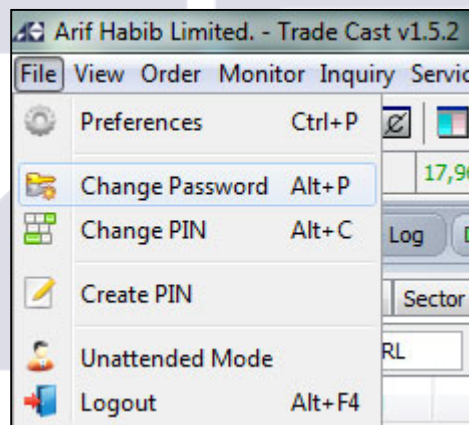 Arif Habib Limited. - Trade Cast v1.5.2
File View Order Monitor Inquiry
Preferences Ctrl+P
17,9
Change Password Alt+P
Change PIN Alt+C
Log
Create PIN
Sector
Unattended Mode
RL
Logout Alt+F4